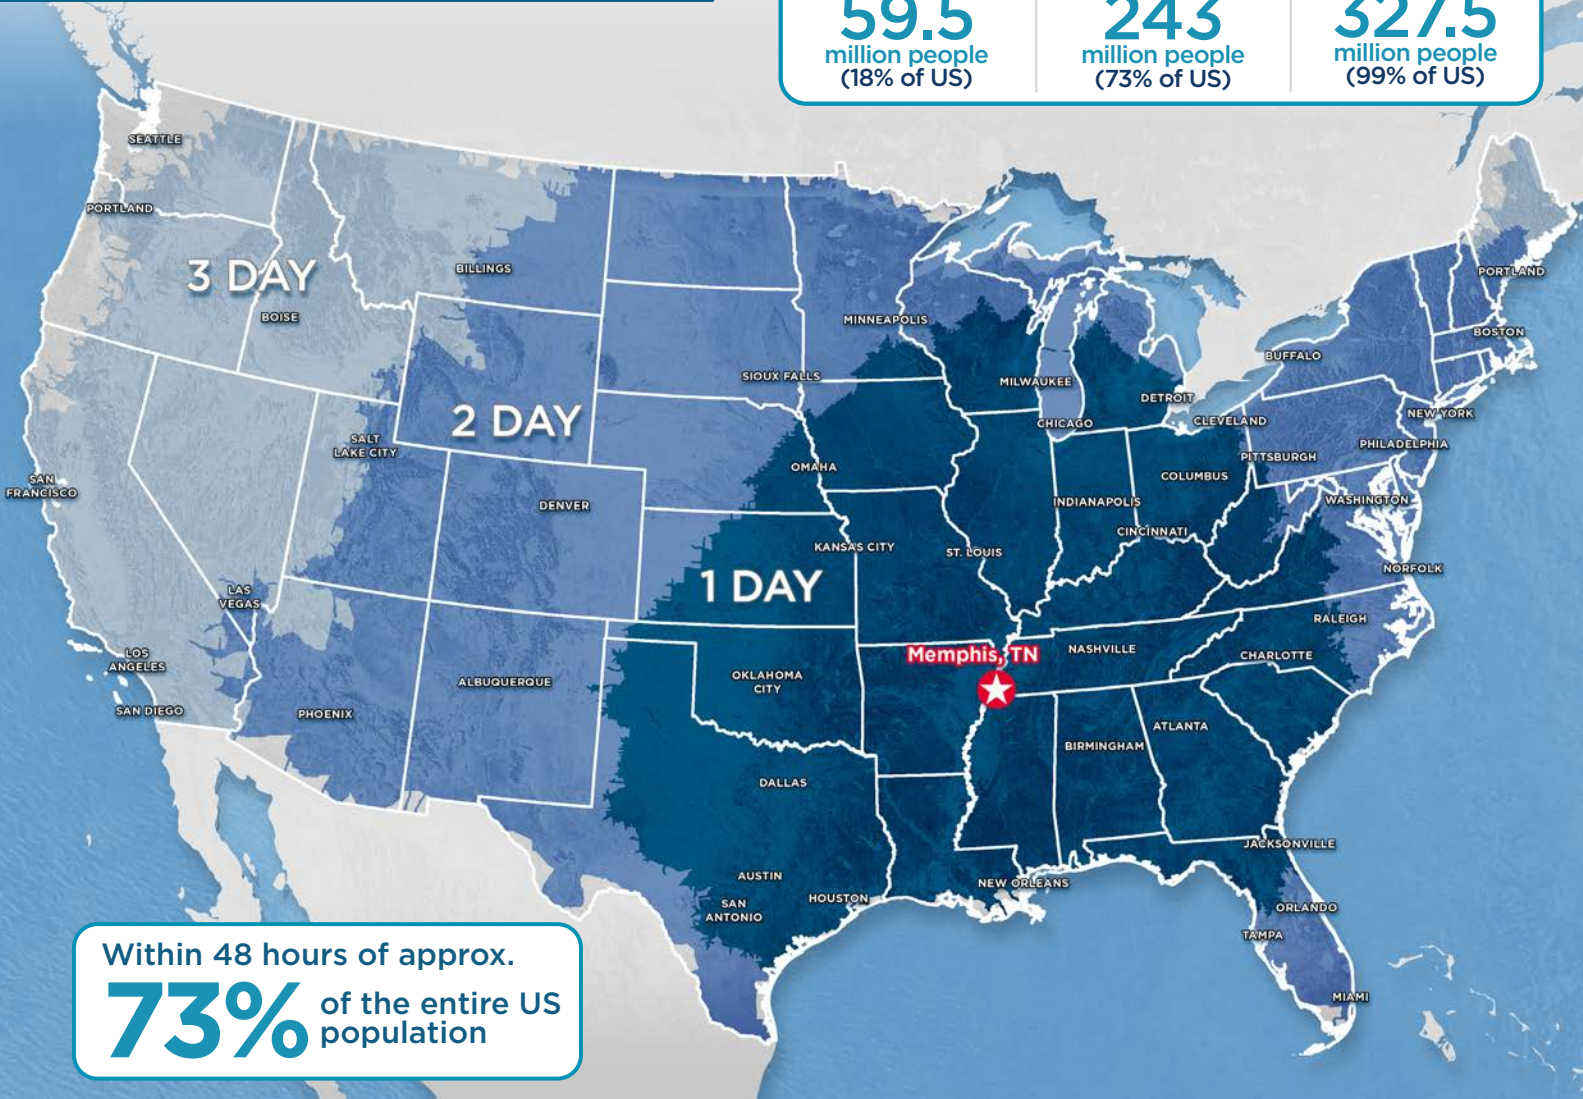 59.5
million people
(18% of US)
243
million people
(73% of US)
327.5
million people
(99% of US)
SEATTLE
PORTLAND
3 DAY
BOISE
BILLINGS
MINNEAPOLIS
SIOUX FALLS
MILWAUKEE
DETROIT
BUFFALO
PORTLAND
BOSTON
2 DAY
SALT
LAKE CITY
OMAHA
CHICAGO
CLEVELAND
NEW YORK
PHILADELPHIA
PITTSBURGH
SAN
FRANCISCO
DENVER
COLUMBUS
INDIANAPOLIS
WASHINGTON
CINCINNATI
KANSAS CITY
ST. LOUIS
NORFOLK
1 DAY
LAS
VEGAS
RALEIGH
LOS
ANGELES
Memphis, TN
NASHVILLE
CHARLOTTE
ALBUQUERQUE
OKLAHOMA
CITY
SAN DIEGO
PHOENIX
ATLANTA
BIRMINGHAM
DALLAS
JACKSONVILLE
AUSTIN
HOUSTON
NEW ORLEANS
SAN
ANTONIO
ORLANDO
TAMPA
MIAMI
Within 48 hours of approx.
73%
of the entire US
population